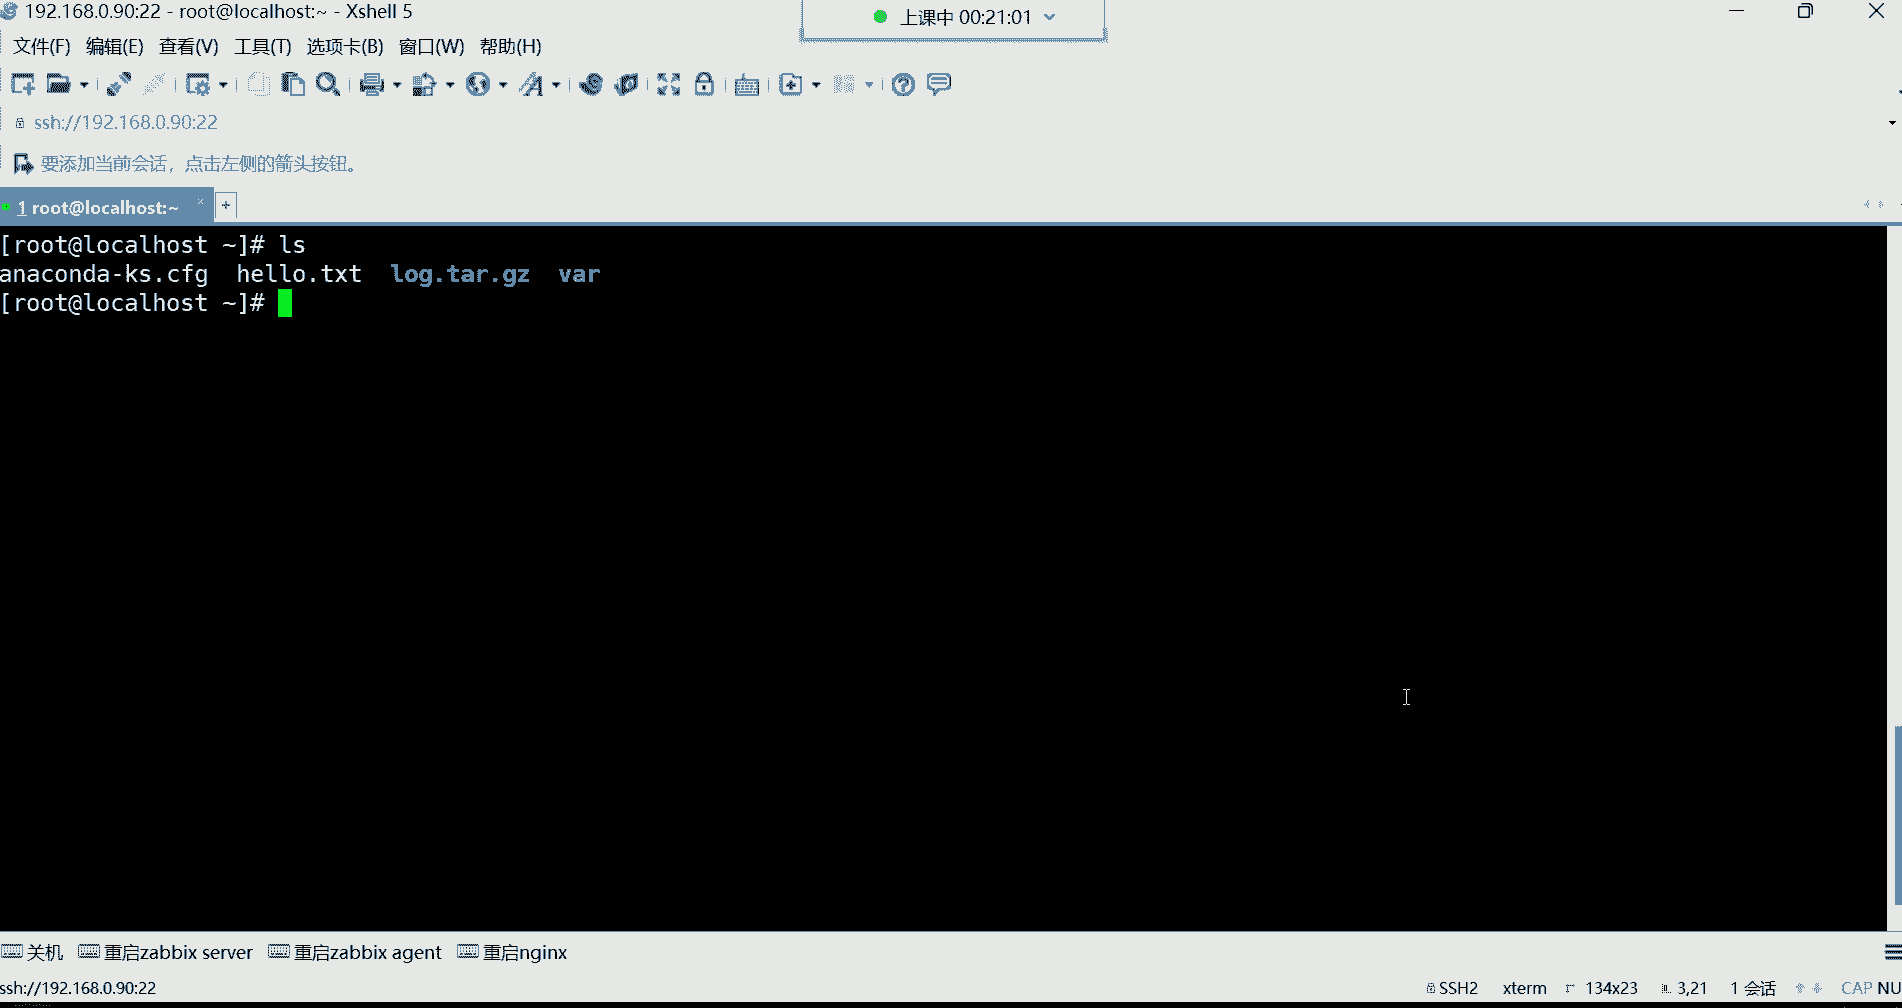 192.168.0.90:22 - root@localhost:~ - Xshell 5
上课中 00:21:01
文件(F) 编辑(E) 查看(V) 工具(T) 选项卡(B) 窗口(W) 帮助(H)
ssh://192.168.0.90:22
要添加当前会话，点击左侧的箭头按钮。
1 root@localhost:~
[root@localhost ~]# ls
anaconda-ks.cfg hello.txt log.tar.gz var
[root@localhost ~]#
关机 重启zabbix server 重启zabbix agent 重启nginx
ssh://192.168.0.90:22 SSH2 xterm 134x23 3,21 1 会话 CAP NU